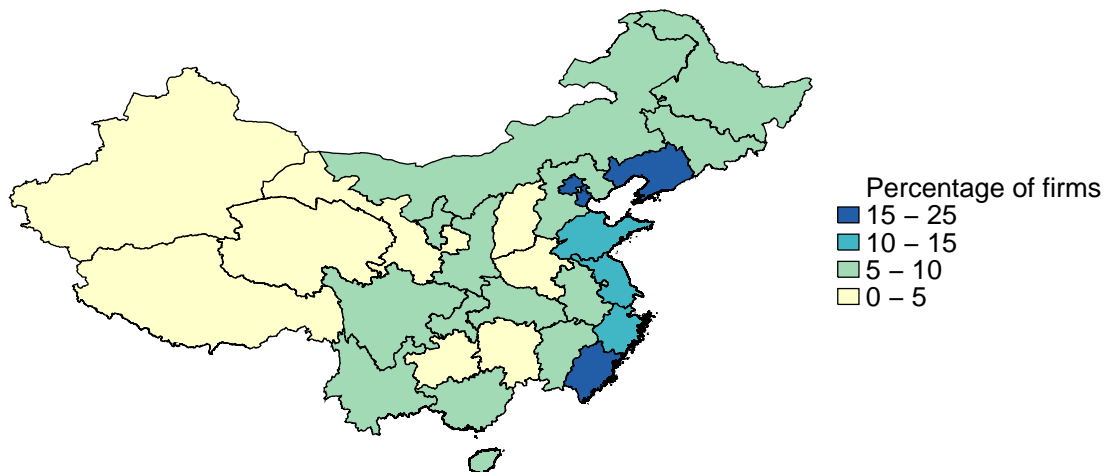 Percentage of firms
15 – 25
10 – 15
5 – 10
0 – 5